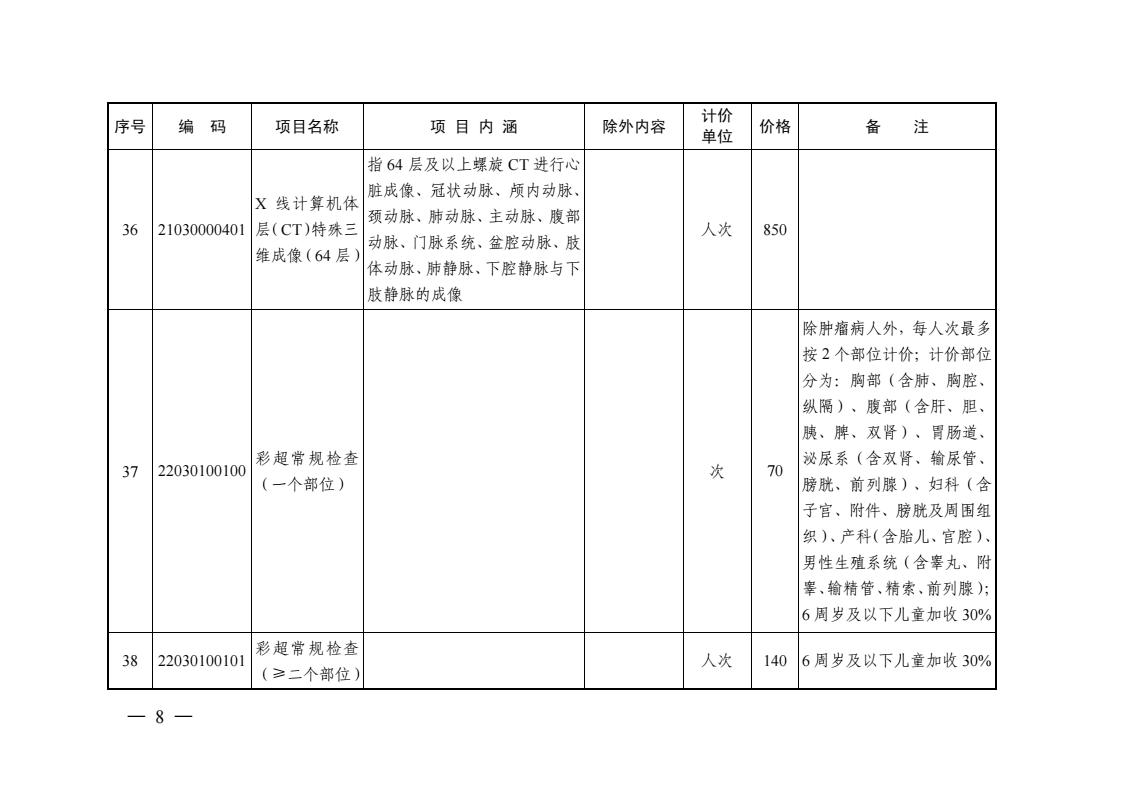 序号
编 码
项目名称
项 目 内 涵
除外内容
计价
单位
价格
备 注
36
21030000401
X 线计算机体
层(CT)特殊三
维成像(64 层)
指 64 层及以上螺旋 CT 进行心
脏成像、冠状动脉、颅内动脉、
颈动脉、肺动脉、主动脉、腹部
动脉、门脉系统、盆腔动脉、肢
体动脉、肺静脉、下腔静脉与下
肢静脉的成像
人次
850
37
22030100100
彩超常规检查
(一个部位)
次
70
除肿瘤病人外，每人次最多
按 2 个部位计价；计价部位
分为：胸部（含肺、胸腔、
纵隔）、腹部（含肝、胆、
胰、脾、双肾）、胃肠道、
泌尿系（含双肾、输尿管、
膀胱、前列腺）、妇科（含
子宫、附件、膀胱及周围组
织）、产科（含胎儿、宫腔）、
男性生殖系统（含睾丸、附
睾、输精管、精索、前列腺）；
6 周岁及以下儿童加收 30%
38
22030100101
彩超常规检查
(≥二个部位)
人次
140
6 周岁及以下儿童加收 30%
— 8 —